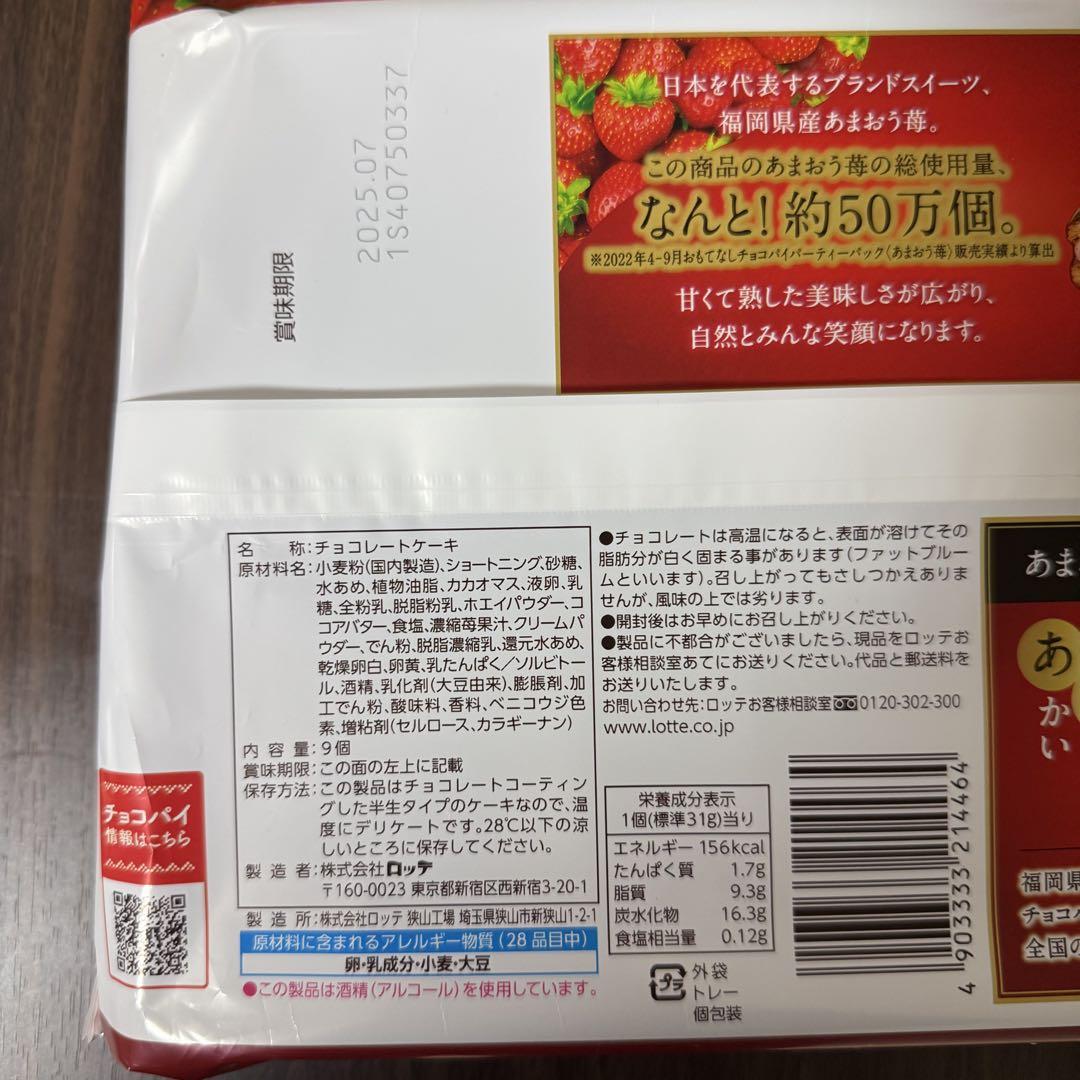 賞味期限
2025.07
1S40750337
日本を代表するブランドスイーツ、
福岡県産あまおう苺。
この商品のあまおう苺の総使用量、
なんと!約50万個。
※2022年4-9月おもてなしチョコパイパーティーパック〈あまおう苺〉販売実績より算出
甘くて熟した美味しさが広がり、
自然とみんな笑顔になります。
名 称:チョコレートケーキ
原材料名:小麦粉(国内製造)、ショートニング、砂糖、
水あめ、植物油脂、カカオマス、液卵、乳
糖、全粉乳、脱脂粉乳、ホエイパウダー、コ
コアバター、食塩、濃縮苺果汁、クリームパ
ウダー、でん粉、脱脂濃縮乳、還元水あめ、
乾燥卵白、卵黄、乳たんぱく/ソルビトー
ル、酒精、乳化剤(大豆由来)、膨脹剤、加
工でん粉、酸味料、香料、ベニコウジ色
素、増粘剤(セルロース、カラギーナン)
内容量:9個
賞味期限:この面の左上に記載
保存方法:この製品はチョコレートコーティン
グした半生タイプのケーキなので、温
度にデリケートです。28℃以下の涼
しいところに保存してください。
製造者:株式会社ロッテ
〒160-0023 東京都新宿区西新宿3-20-1
製造所:株式会社ロッテ 狭山工場 埼玉県狭山市新狭山1-2-1
原材料に含まれるアレルギー物質(28品目中)
卵・乳成分・小麦・大豆
●この製品は酒精(アルコール)を使用しています。
●チョコレートは高温になると、表面が溶けてその
脂肪分が白く固まる事があります(ファットブルー
ムといいます)。召し上がってもさしつかえありま
せんが、風味の上では劣ります。
●開封後はお早めにお召し上がりください。
●製品に不都合がございましたら、現品をロッテお
客様相談室あてにお送りください。代品と郵送料を
お送りいたします。
お問い合わせ先:ロッテお客様相談室 0120-302-300
www.lotte.co.jp
栄養成分表示
1個(標準31g)当り
エネルギー 156kcal
たんぱく質 1.7g
脂質 9.3g
炭水化物 16.3g
食塩相当量 0.12g
プラ
外袋
トレー
個包装
4 903333 214464
チョコパイ
情報はこちら
あま
あ
かい
福岡県
チョコパ
全国の